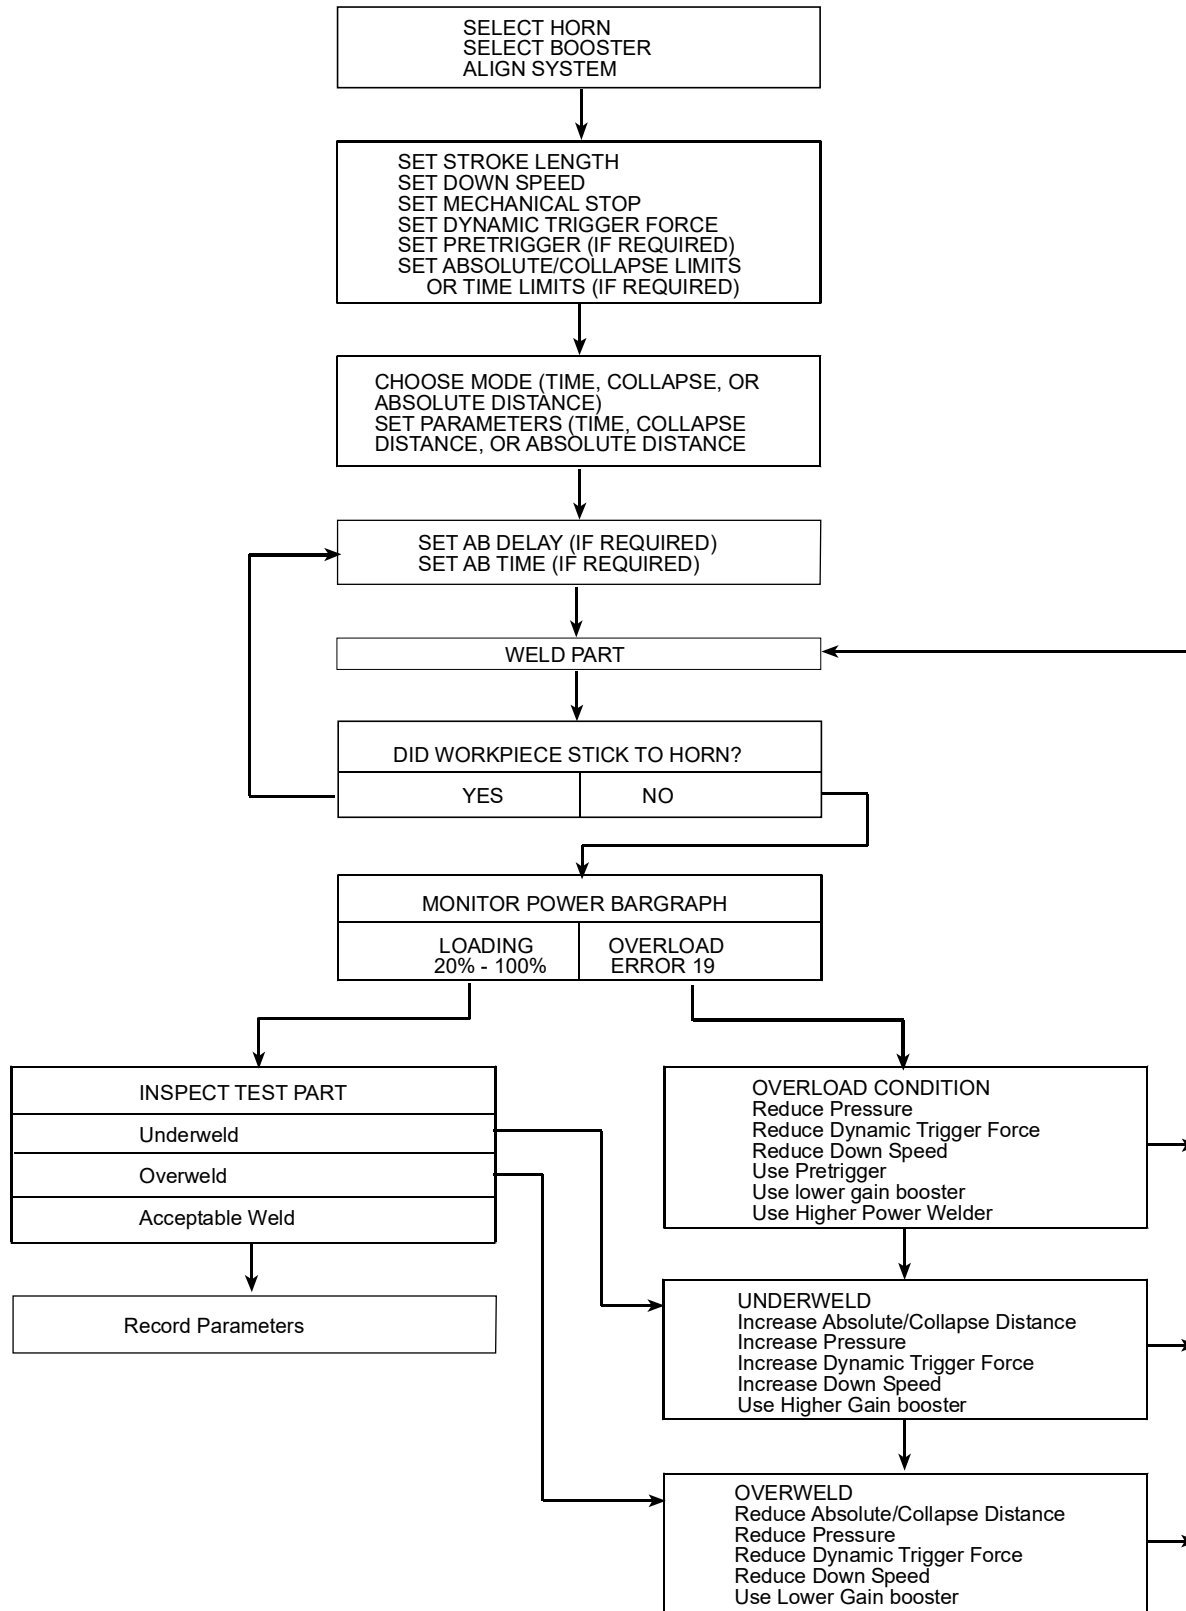 SELECT HORN
SELECT BOOSTER
ALIGN SYSTEM
SET STROKE LENGTH
SET DOWN SPEED
SET MECHANICAL STOP
SET DYNAMIC TRIGGER FORCE
SET PRETRIGGER (IF REQUIRED)
SET ABSOLUTE/COLLAPSE LIMITS
OR TIME LIMITS (IF REQUIRED)
CHOOSE MODE (TIME, COLLAPSE, OR
ABSOLUTE DISTANCE)
SET PARAMETERS (TIME, COLLAPSE
DISTANCE, OR ABSOLUTE DISTANCE
SET AB DELAY (IF REQUIRED)
SET AB TIME (IF REQUIRED)
WELD PART
DID WORKPIECE STICK TO HORN?
YES
NO
MONITOR POWER BARGRAPH
LOADING
20% - 100%
OVERLOAD
ERROR 19
INSPECT TEST PART
Underweld
Overweld
Acceptable Weld
Record Parameters
OVERLOAD CONDITION
Reduce Pressure
Reduce Dynamic Trigger Force
Reduce Down Speed
Use Pretrigger
Use lower gain booster
Use Higher Power Welder
UNDERWELD
Increase Absolute/Collapse Distance
Increase Pressure
Increase Dynamic Trigger Force
Increase Down Speed
Use Higher Gain booster
OVERWELD
Reduce Absolute/Collapse Distance
Reduce Pressure
Reduce Dynamic Trigger Force
Reduce Down Speed
Use Lower Gain booster